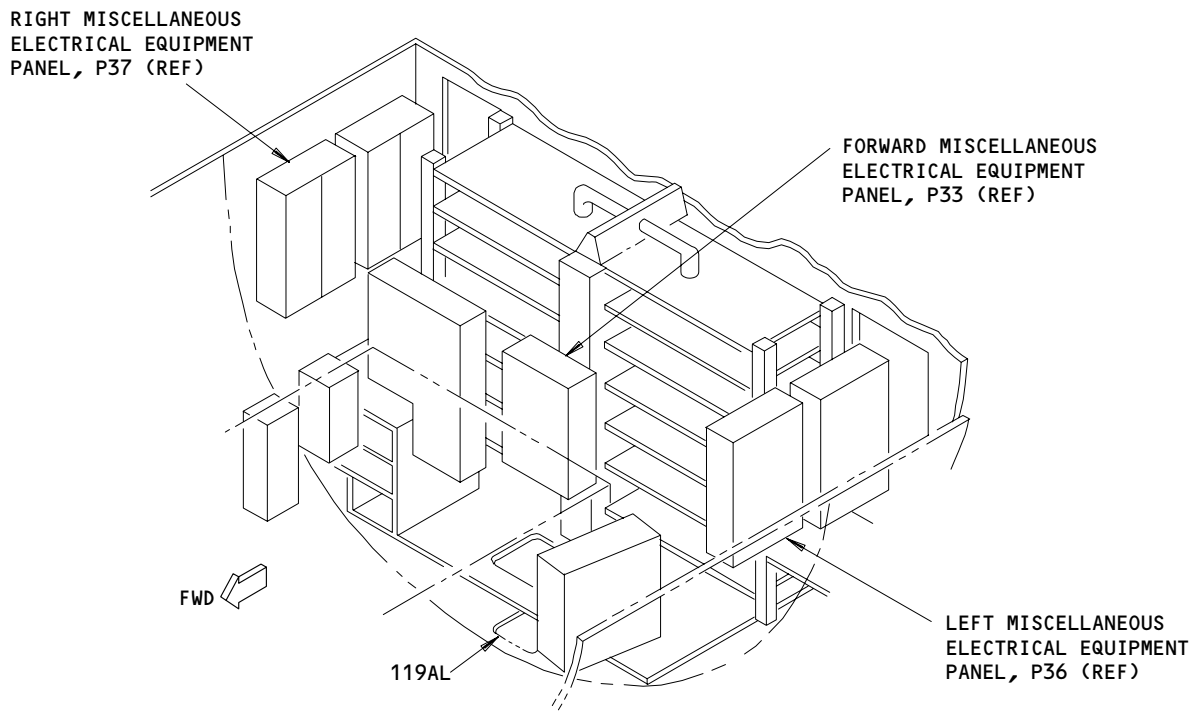 RIGHT MISCELLANEOUS
ELECTRICAL EQUIPMENT
PANEL, P37 (REF)
FORWARD MISCELLANEOUS
ELECTRICAL EQUIPMENT
PANEL, P33 (REF)
FWD
119AL
LEFT MISCELLANEOUS
ELECTRICAL EQUIPMENT
PANEL, P36 (REF)